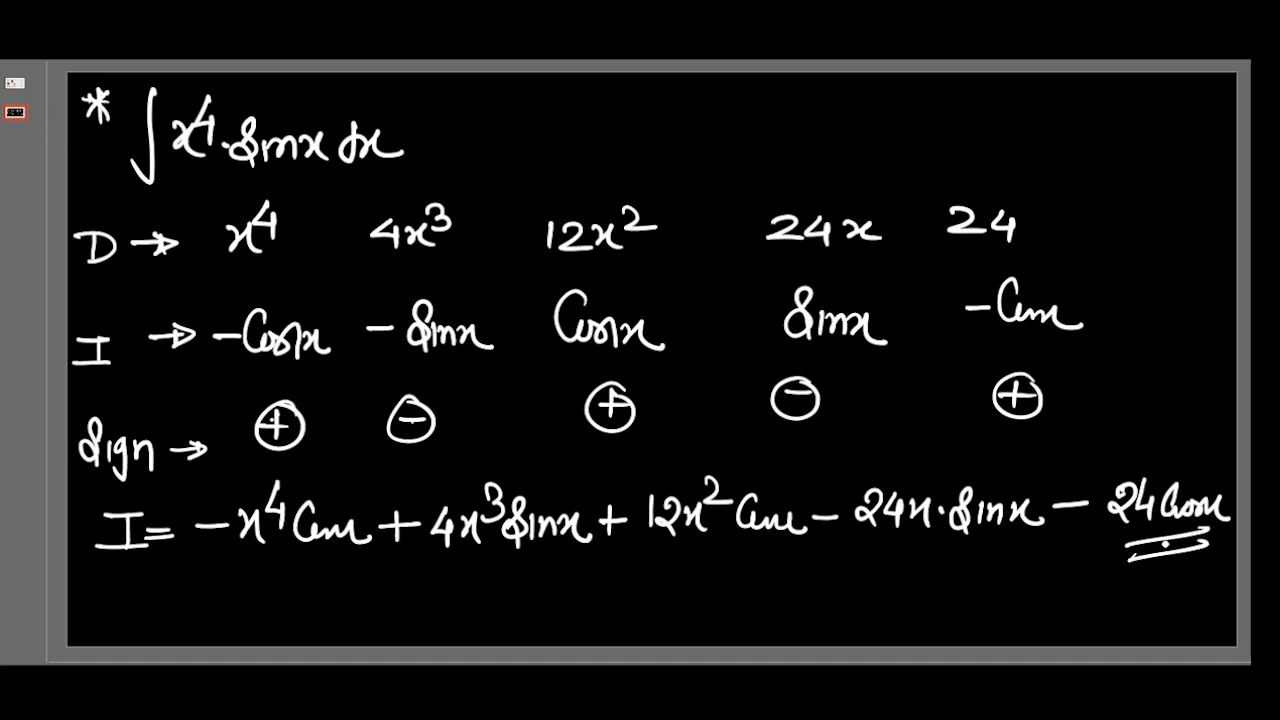 * ∫x⁴·Sinx dx
D → x⁴ 4x³ 12x² 24x 24
I → -Cosx - Sinx Cosx Sinx -Cosx
Sign → + - + - +
I = -x⁴Cosx + 4x³Sinx + 12x²Cosx - 24x·Sinx - 24Cosx